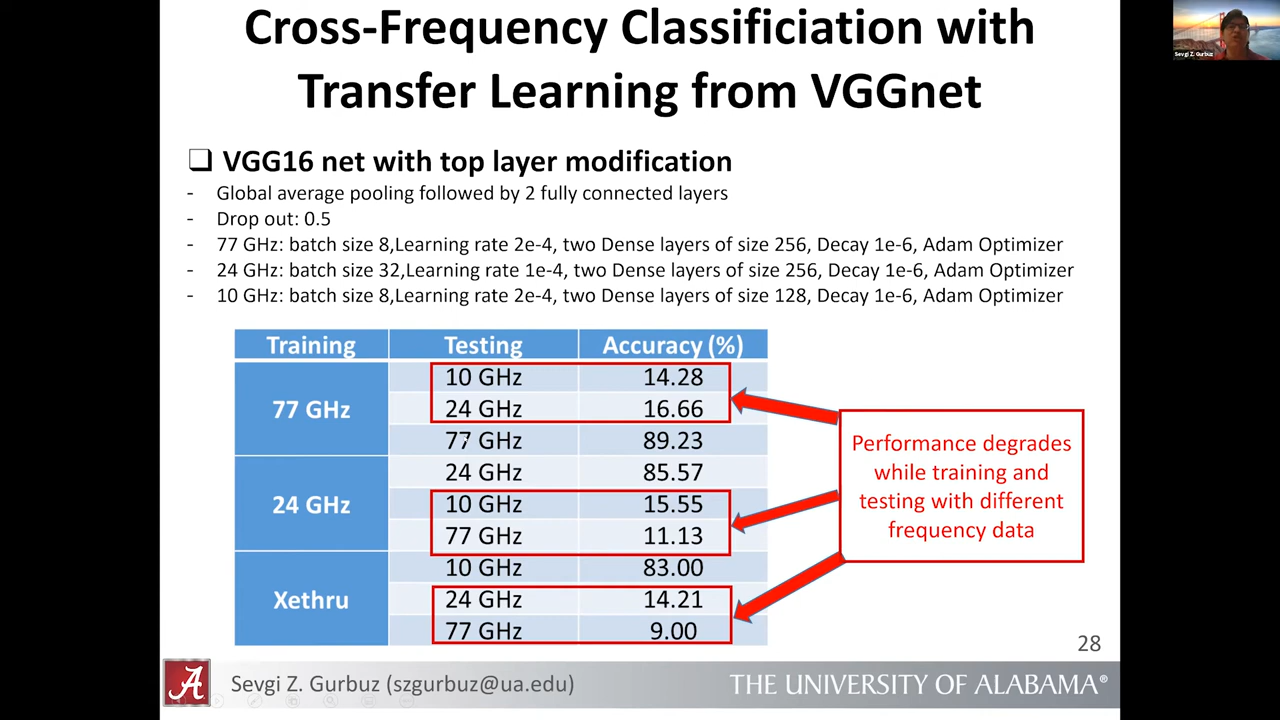 Cross-Frequency Classificiation with
Transfer Learning from VGGnet
Sevgi Z. Gurbuz
VGG16 net with top layer modification
- Global average pooling followed by 2 fully connected layers
- Drop out: 0.5
- 77 GHz: batch size 8,Learning rate 2e-4, two Dense layers of size 256, Decay 1e-6, Adam Optimizer
- 24 GHz: batch size 32,Learning rate 1e-4, two Dense layers of size 256, Decay 1e-6, Adam Optimizer
- 10 GHz: batch size 8,Learning rate 2e-4, two Dense layers of size 128, Decay 1e-6, Adam Optimizer
Training Testing Accuracy (%)
77 GHz
10 GHz 14.28
24 GHz 16.66
77 GHz 89.23
24 GHz
24 GHz 85.57
10 GHz 15.55
77 GHz 11.13
Xethru
10 GHz 83.00
24 GHz 14.21
77 GHz 9.00
Performance degrades
while training and
testing with different
frequency data
28
A
Sevgi Z. Gurbuz (szgurbuz@ua.edu)
THE UNIVERSITY OF ALABAMA®